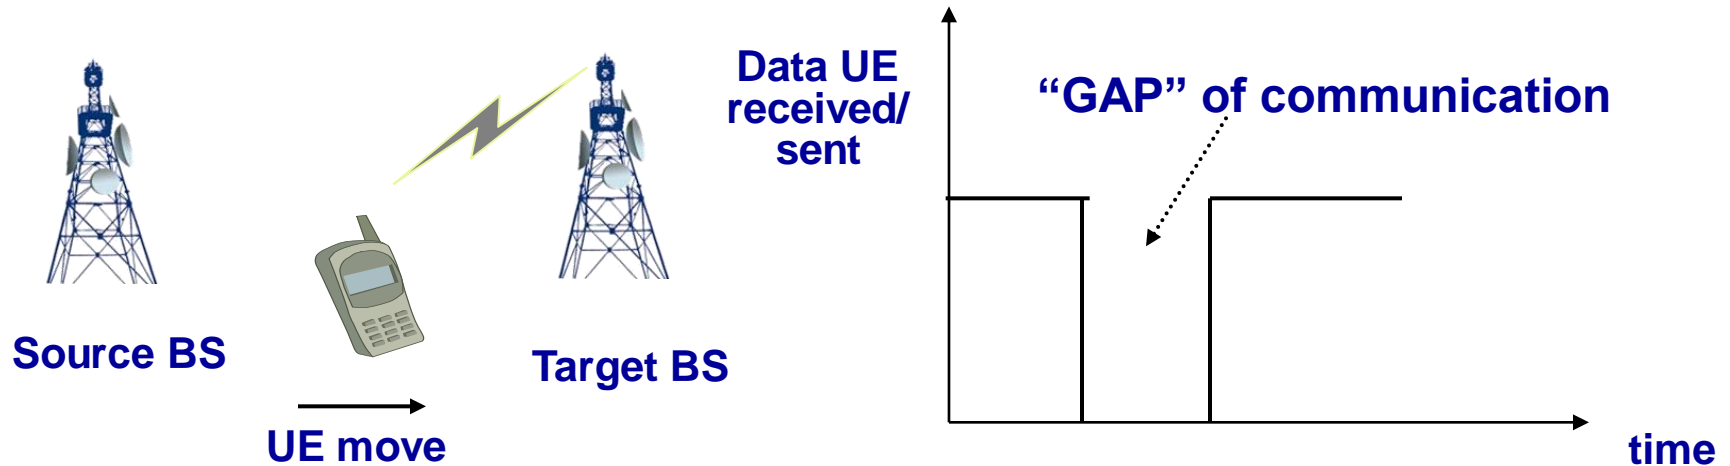 Data UE
received/
sent
“GAP” of communication
Source BS
Target BS
UE move
time